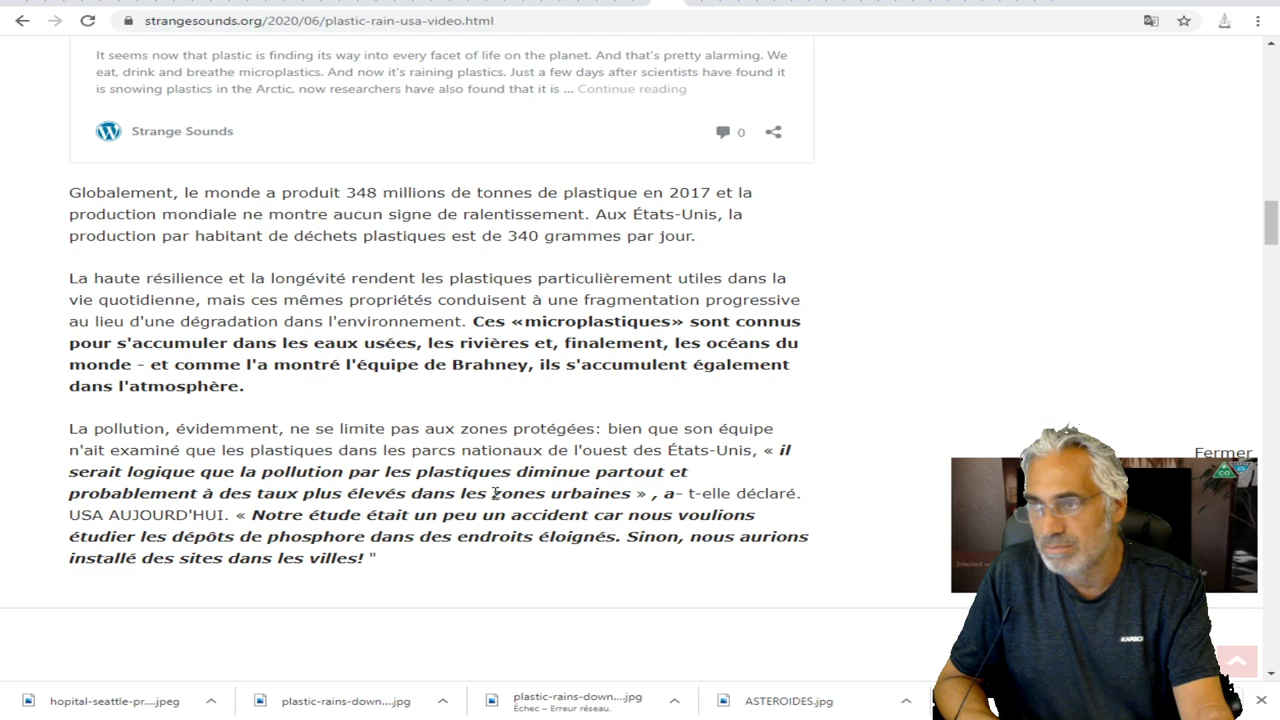 strangesounds.org/2020/06/plastic-rain-usa-video.html
It seems now that plastic is finding its way into every facet of life on the planet. And that's pretty alarming. We
eat, drink and breathe microplastics. And now it's raining plastics. Just a few days after scientists have found it
is snowing plastics in the Arctic. now researchers have also found that it is ... Continue reading
Strange Sounds
0
Globalement, le monde a produit 348 millions de tonnes de plastique en 2017 et la
production mondiale ne montre aucun signe de ralentissement. Aux États-Unis, la
production par habitant de déchets plastiques est de 340 grammes par jour.
La haute résilience et la longévité rendent les plastiques particulièrement utiles dans la
vie quotidienne, mais ces mêmes propriétés conduisent à une fragmentation progressive
au lieu d'une dégradation dans l'environnement. Ces «microplastiques» sont connus
pour s'accumuler dans les eaux usées, les rivières et, finalement, les océans du
monde - et comme l'a montré l'équipe de Brahney, ils s'accumulent également
dans l'atmosphère.
La pollution, évidemment, ne se limite pas aux zones protégées: bien que son équipe
n'ait examiné que les plastiques dans les parcs nationaux de l'ouest des États-Unis, « il
serait logique que la pollution par les plastiques diminue partout et
probablement à des taux plus élevés dans les zones urbaines » , a- t-elle déclaré.
USA AUJOURD'HUI. « Notre étude était un peu un accident car nous voulions
étudier les dépôts de phosphore dans des endroits éloignés. Sinon, nous aurions
installé des sites dans les villes! "
Fermer
Infected w
KARBON
hopital-seattle-pr....jpeg
plastic-rains-down....jpg
plastic-rains-down....jpg
Échec – Erreur réseau.
ASTEROIDES.jpg